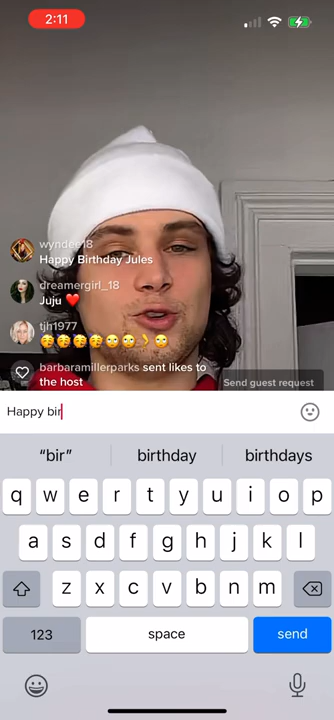 2:11
wyndee18
Happy Birthday Jules
dreamergirl_18
Juju ❤️
tjh1977
barbaramillerparks sent likes to
the host
Send guest request
Happy bir
“bir” birthday birthdays
q w e r t y u i o p
a s d f g h j k l
z x c v b n m
123 space send